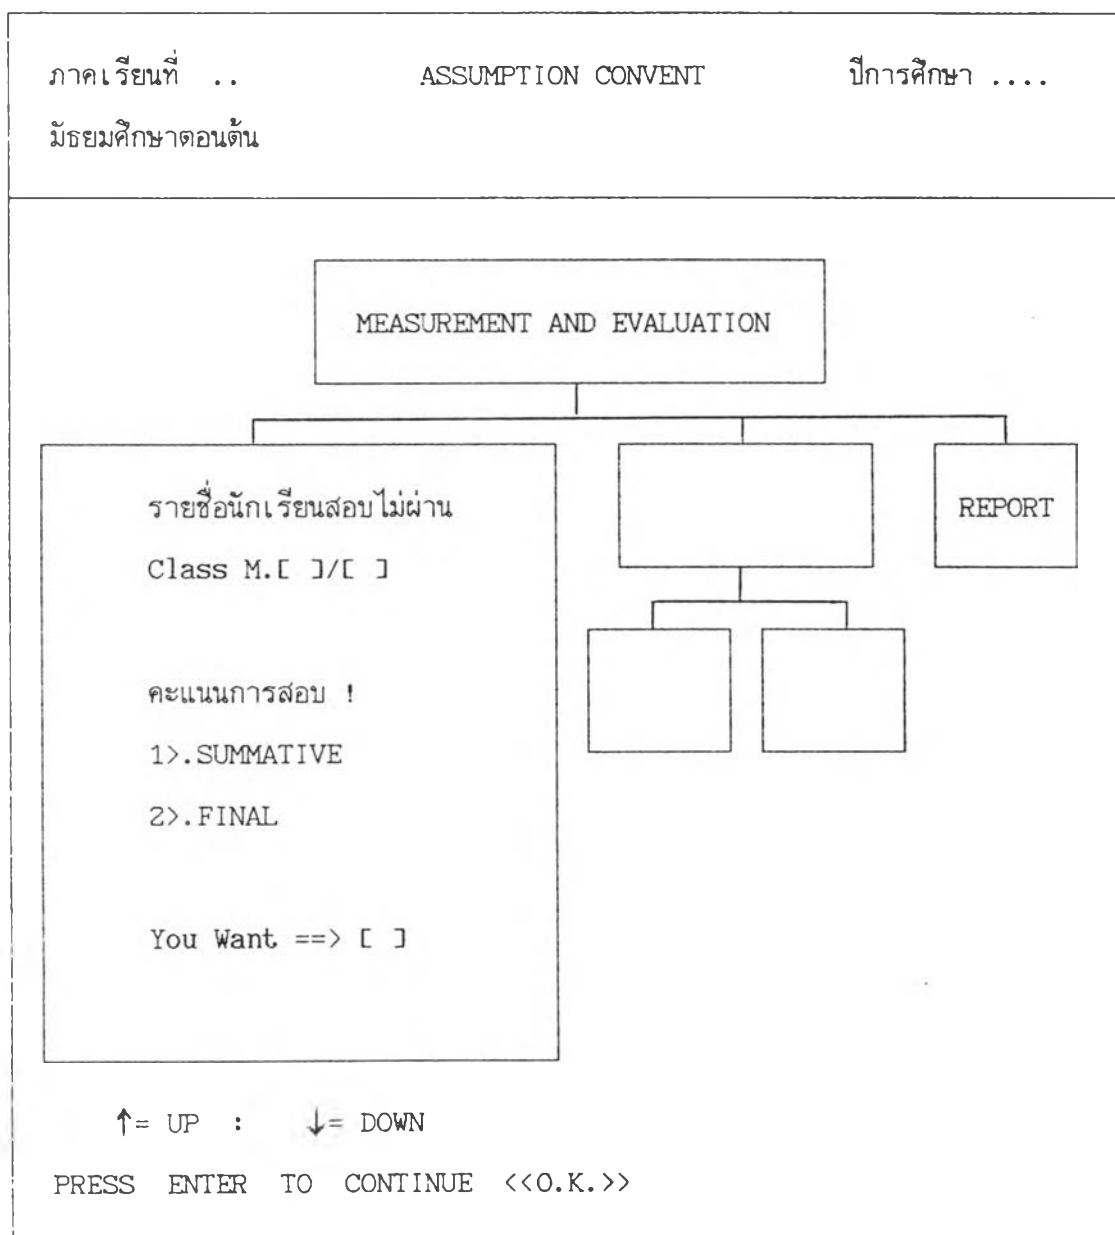 ภาคเรียนที่ .. ASSUMPTION CONVENT ปีการศึกษา ....
มัธยมศึกษาตอนต้น
MEASUREMENT AND EVALUATION
รายชื่อนักเรียนสอบไม่ผ่าน
Class M.[ ]/[ ]
คะแนนการสอบ !
1>.SUMMATIVE
2>.FINAL
You Want ==> [ ]
REPORT
↑= UP : ↓= DOWN
PRESS ENTER TO CONTINUE <<O.K.>>